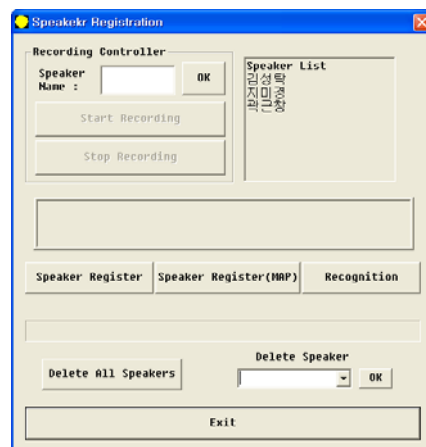 Speakekr Registration
Recording Controller
Speaker
Name :
OK
Start Recording
Stop Recording
Speaker List
김성탁
지미경
곽근창
Speaker Register
Speaker Register(MAP)
Recognition
Delete All Speakers
Delete Speaker
OK
Exit